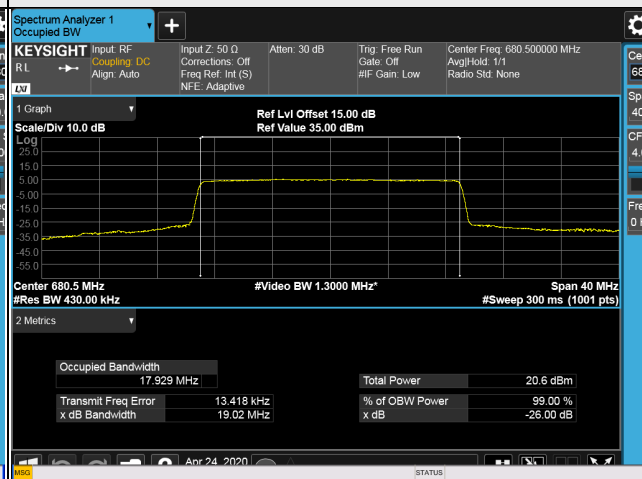 Spectrum Analyzer 1
Occupied BW
+
KEYSIGHT Input: RF Input Z: 50 Ω Atten: 30 dB Trig: Free Run Center Freq: 680.500000 MHz
RL Coupling: DC Corrections: Off Gate: Off Avg|Hold: 1/1
Align: Auto Freq Ref: Int (S) #IF Gain: Low Radio Std: None
LXI NFE: Adaptive
1 Graph
Ref Lvl Offset 15.00 dB
Scale/Div 10.0 dB Ref Value 35.00 dBm
Log
25.0
15.0
5.00
-5.00
-15.0
-25.0
-35.0
-45.0
-55.0
Center 680.5 MHz #Video BW 1.3000 MHz* Span 40 MHz
#Res BW 430.00 kHz #Sweep 300 ms (1001 pts)
2 Metrics
Occupied Bandwidth
17.929 MHz Total Power 20.6 dBm
Transmit Freq Error 13.418 kHz % of OBW Power 99.00 %
x dB Bandwidth 19.02 MHz x dB -26.00 dB
Apr 24, 2020
MSG STATUS